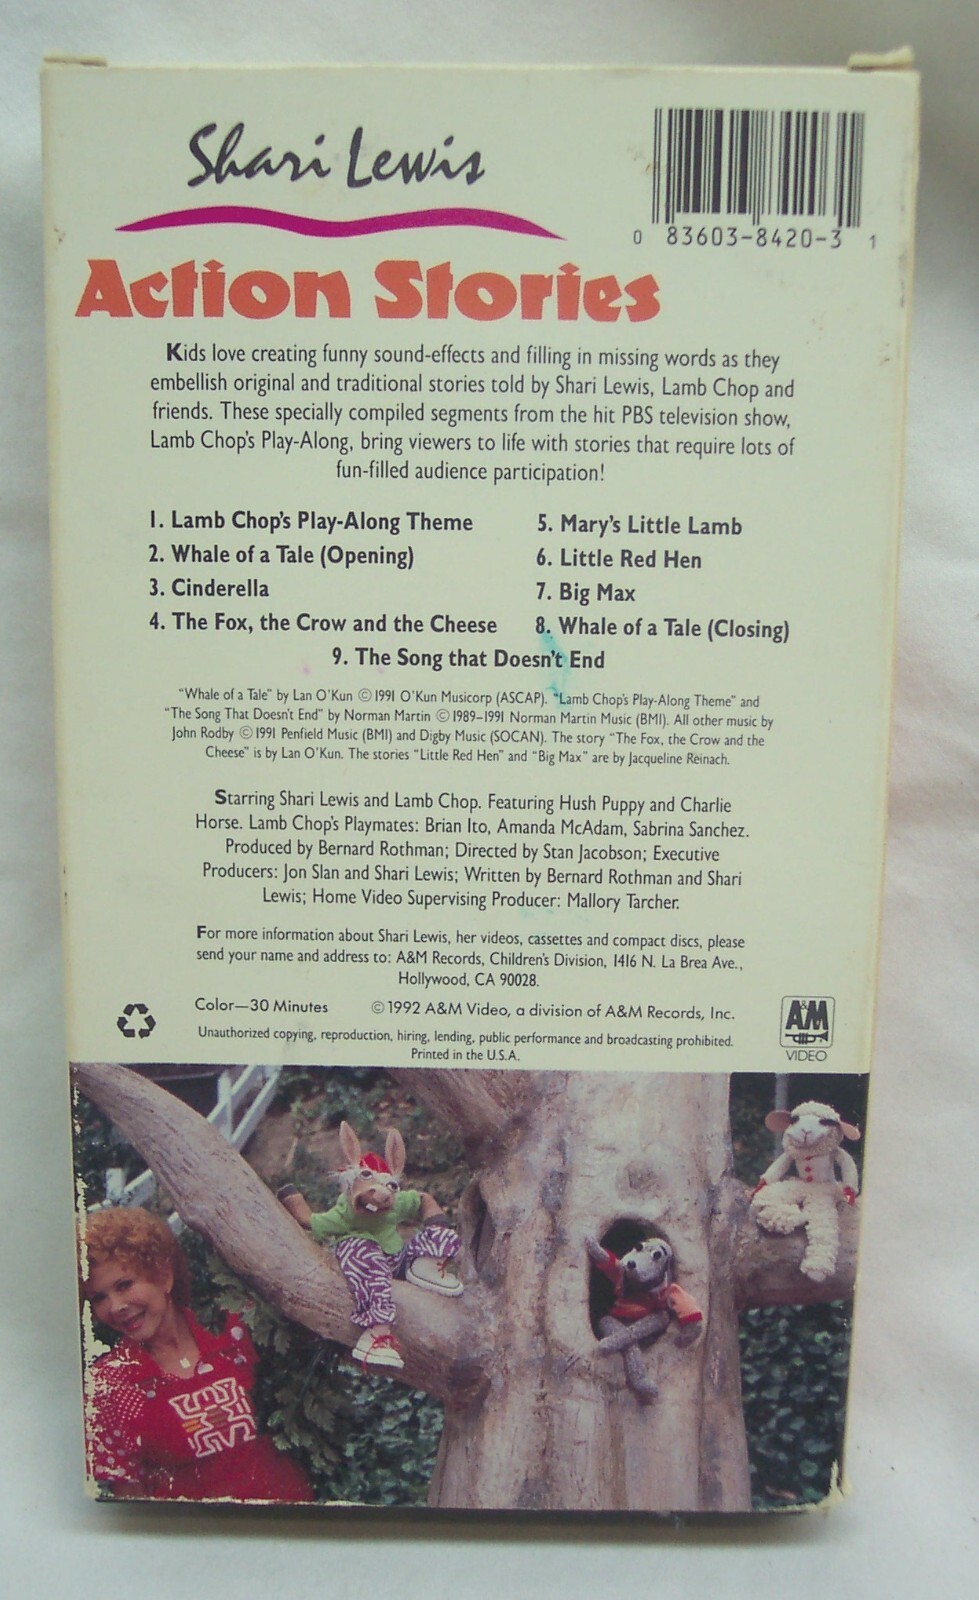 Shari Lewis
0 83603-8420-3 1
Action Stories
Kids love creating funny sound-effects and filling in missing words as they
embellish original and traditional stories told by Shari Lewis, Lamb Chop and
friends. These specially compiled segments from the hit PBS television show,
Lamb Chop's Play-Along, bring viewers to life with stories that require lots of
fun-filled audience participation!
1. Lamb Chop's Play-Along Theme
2. Whale of a Tale (Opening)
3. Cinderella
4. The Fox, the Crow and the Cheese
5. Mary's Little Lamb
6. Little Red Hen
7. Big Max
8. Whale of a Tale (Closing)
9. The Song that Doesn't End
"Whale of a Tale" by Lan O'Kun © 1991 O'Kun Musicorp (ASCAP). "Lamb Chop's Play-Along Theme" and
"The Song That Doesn't End" by Norman Martin © 1989-1991 Norman Martin Music (BMI). All other music by
John Rodby © 1991 Penfield Music (BMI) and Digby Music (SOCAN). The story "The Fox, the Crow and the
Cheese" is by Lan O'Kun. The stories "Little Red Hen" and "Big Max" are by Jacqueline Reinach.
Starring Shari Lewis and Lamb Chop. Featuring Hush Puppy and Charlie
Horse. Lamb Chop's Playmates: Brian Ito, Amanda McAdam, Sabrina Sanchez.
Produced by Bernard Rothman; Directed by Stan Jacobson; Executive
Producers: Jon Slan and Shari Lewis; Written by Bernard Rothman and Shari
Lewis; Home Video Supervising Producer: Mallory Tarcher.
For more information about Shari Lewis, her videos, cassettes and compact discs, please
send your name and address to: A&M Records, Children's Division, 1416 N. La Brea Ave.,
Hollywood, CA 90028.
Color—30 Minutes © 1992 A&M Video, a division of A&M Records, Inc.
Unauthorized copying, reproduction, hiring, lending, public performance and broadcasting prohibited.
Printed in the U.S.A.
A&M
VIDEO